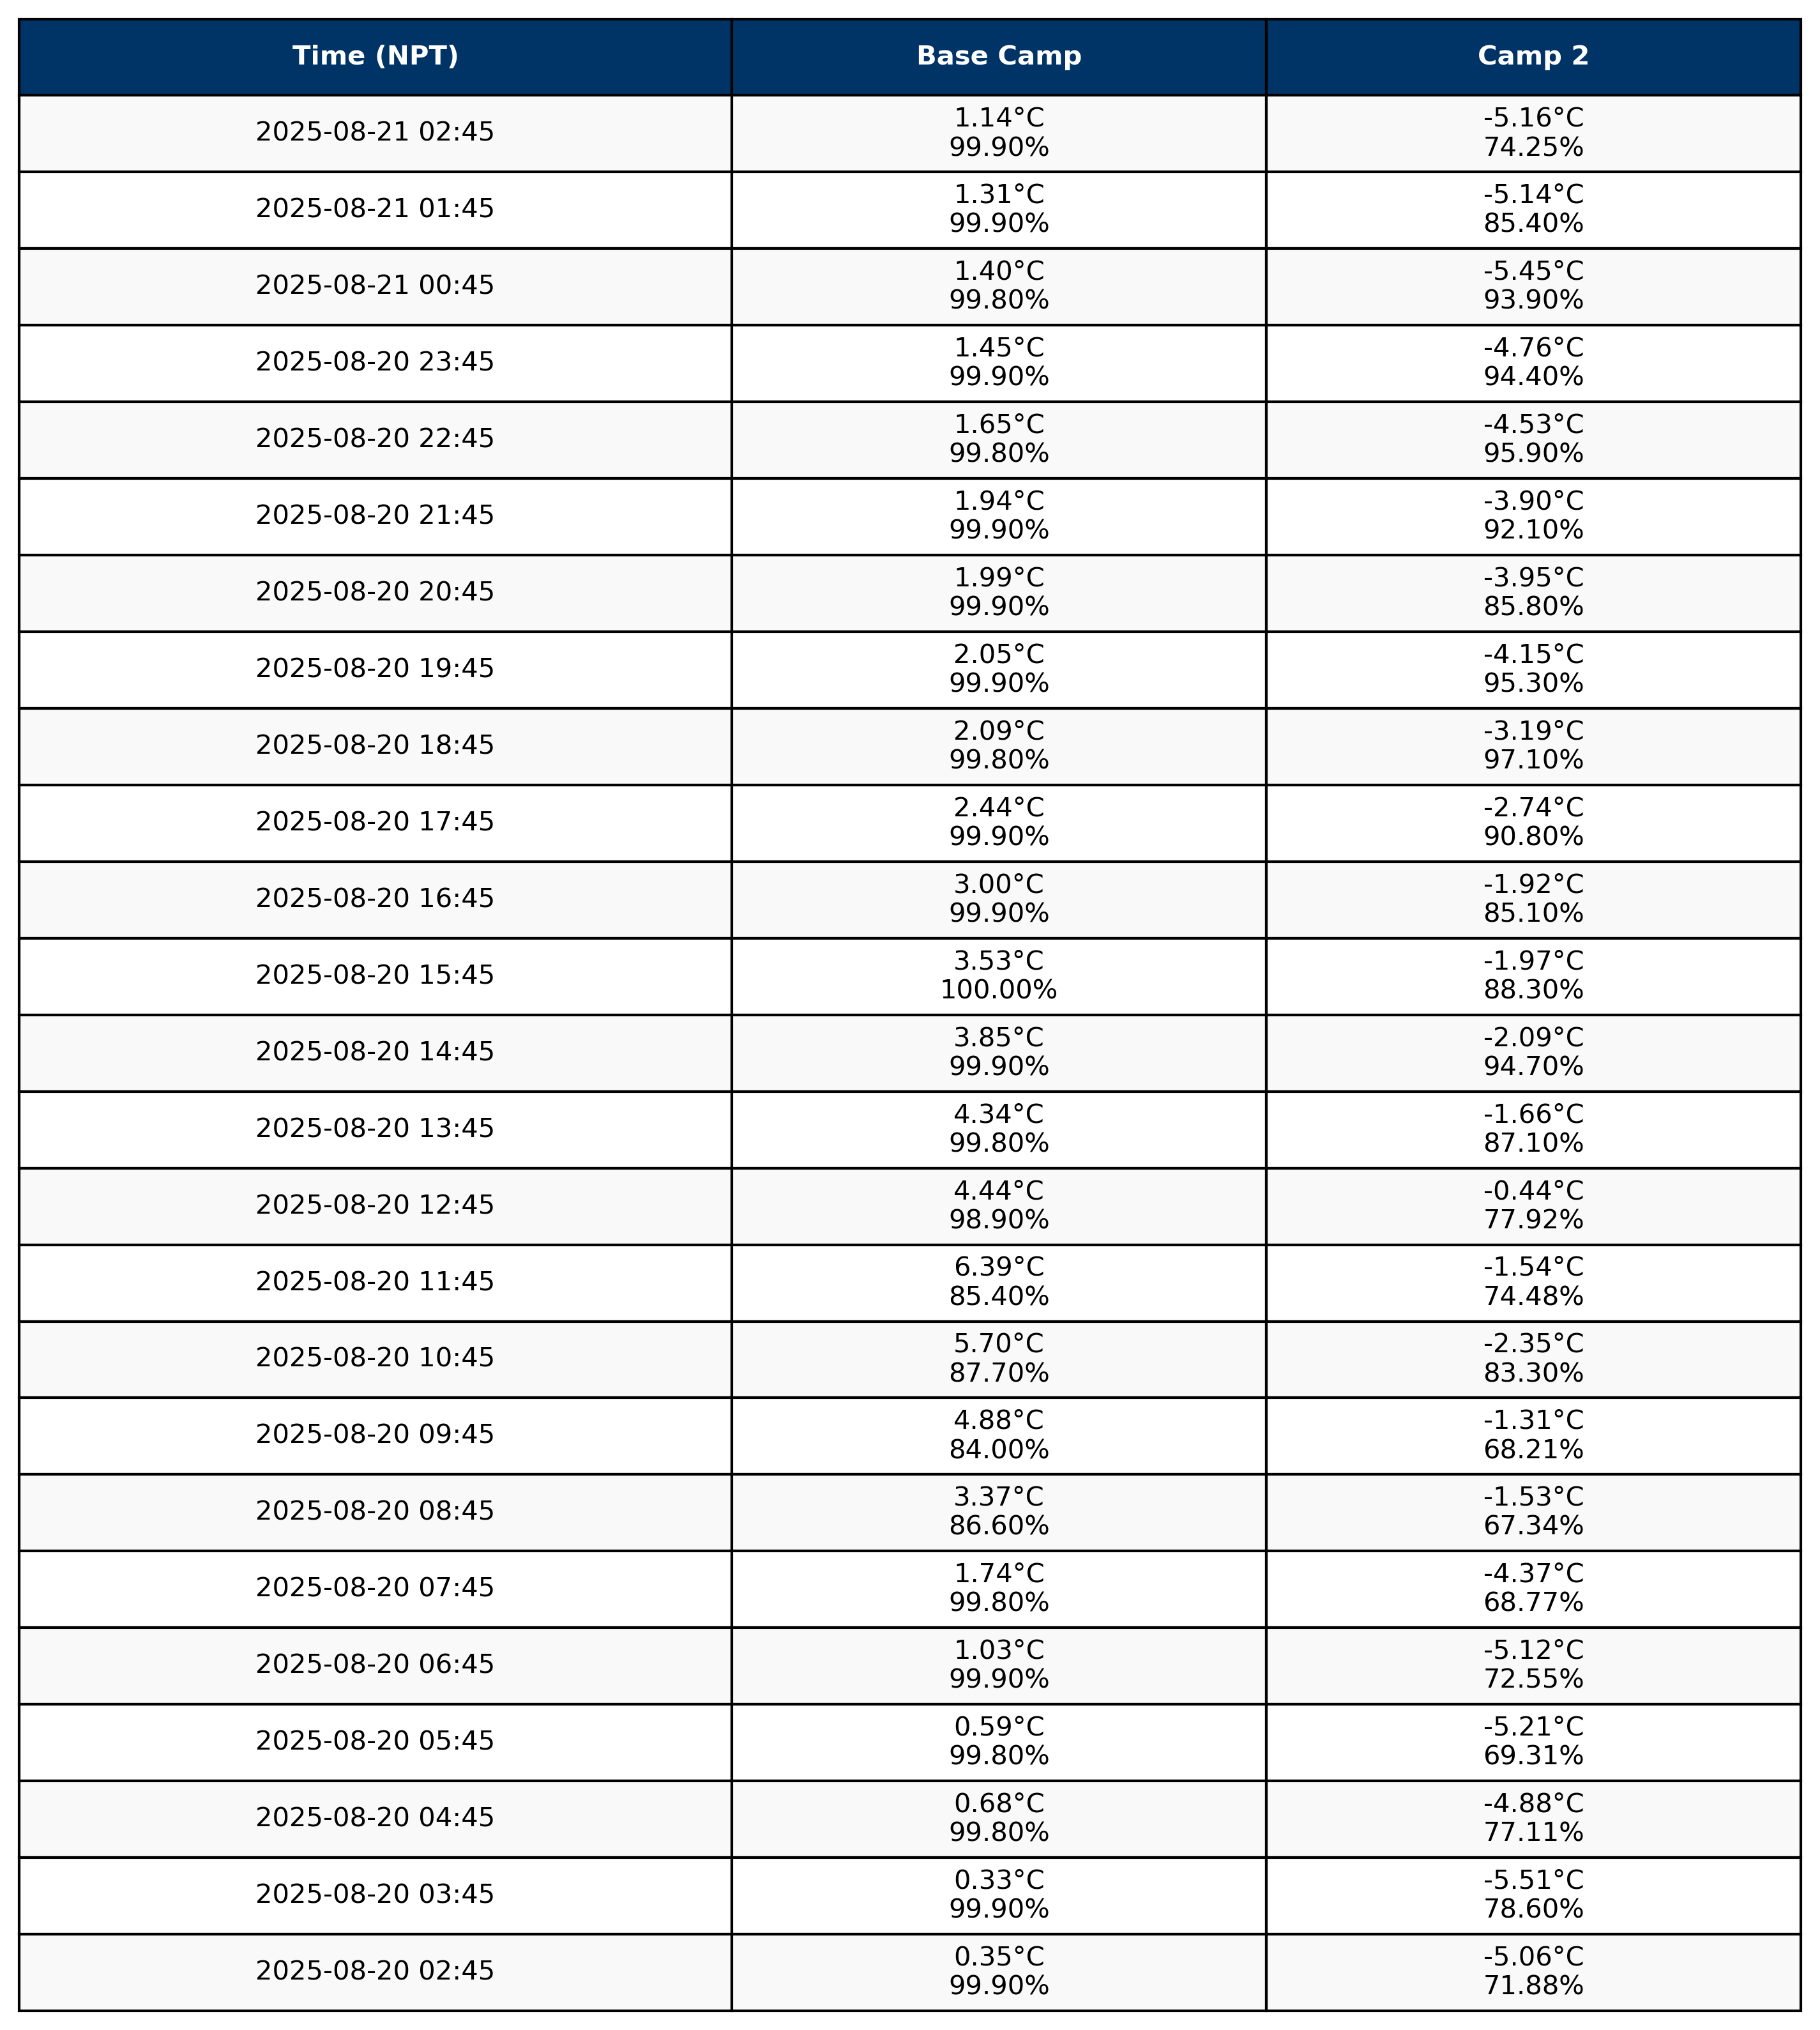 Time (NPT) Base Camp Camp 2
2025-08-21 02:45 1.14°C 99.90% -5.16°C 74.25%
2025-08-21 01:45 1.31°C 99.90% -5.14°C 85.40%
2025-08-21 00:45 1.40°C 99.80% -5.45°C 93.90%
2025-08-20 23:45 1.45°C 99.90% -4.76°C 94.40%
2025-08-20 22:45 1.65°C 99.80% -4.53°C 95.90%
2025-08-20 21:45 1.94°C 99.90% -3.90°C 92.10%
2025-08-20 20:45 1.99°C 99.90% -3.95°C 85.80%
2025-08-20 19:45 2.05°C 99.90% -4.15°C 95.30%
2025-08-20 18:45 2.09°C 99.80% -3.19°C 97.10%
2025-08-20 17:45 2.44°C 99.90% -2.74°C 90.80%
2025-08-20 16:45 3.00°C 99.90% -1.92°C 85.10%
2025-08-20 15:45 3.53°C 100.00% -1.97°C 88.30%
2025-08-20 14:45 3.85°C 99.90% -2.09°C 94.70%
2025-08-20 13:45 4.34°C 99.80% -1.66°C 87.10%
2025-08-20 12:45 4.44°C 98.90% -0.44°C 77.92%
2025-08-20 11:45 6.39°C 85.40% -1.54°C 74.48%
2025-08-20 10:45 5.70°C 87.70% -2.35°C 83.30%
2025-08-20 09:45 4.88°C 84.00% -1.31°C 68.21%
2025-08-20 08:45 3.37°C 86.60% -1.53°C 67.34%
2025-08-20 07:45 1.74°C 99.80% -4.37°C 68.77%
2025-08-20 06:45 1.03°C 99.90% -5.12°C 72.55%
2025-08-20 05:45 0.59°C 99.80% -5.21°C 69.31%
2025-08-20 04:45 0.68°C 99.80% -4.88°C 77.11%
2025-08-20 03:45 0.33°C 99.90% -5.51°C 78.60%
2025-08-20 02:45 0.35°C 99.90% -5.06°C 71.88%